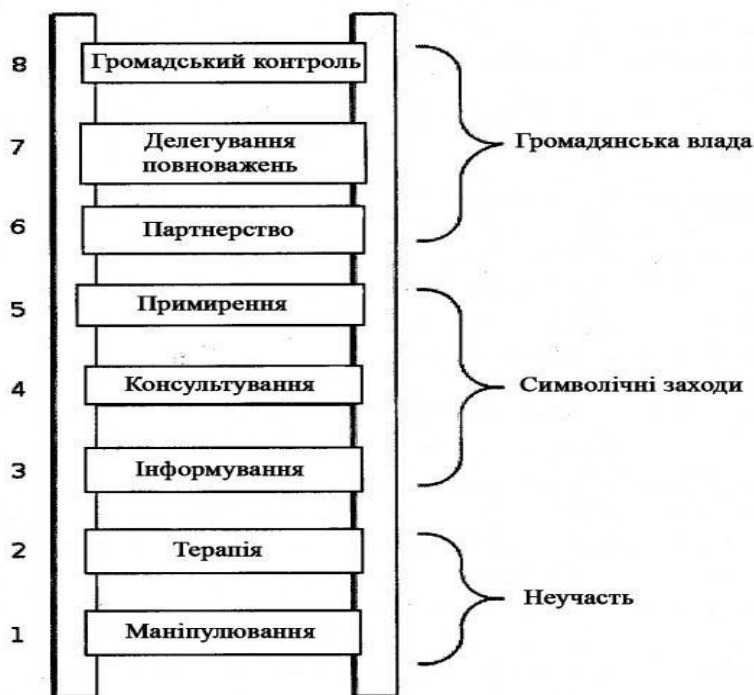 8 Громадський контроль
7 Делегування
повноважень
Громадянська влада
6 Партнерство
5 Примирення
4 Консультування
Символічні заходи
3 Інформування
2 Терапія
Неучасть
1 Маніпулювання